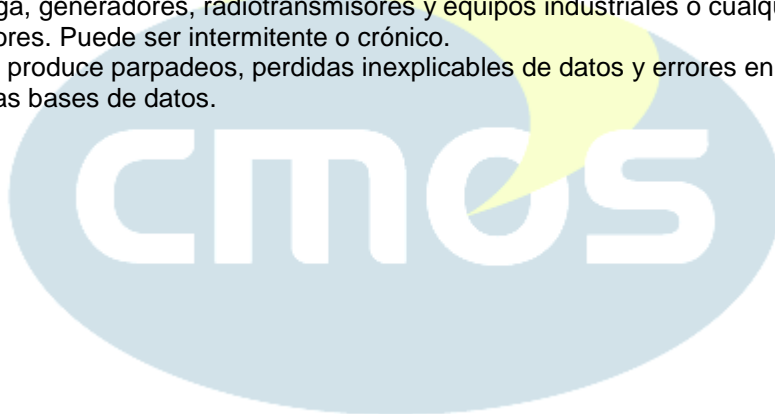 ga, generadores, radiotransmisores y equipos industriales o cualqu
ores. Puede ser intermitente o crónico.
produce parpadeos, perdidas inexplicables de datos y errores en
as bases de datos.
cmos